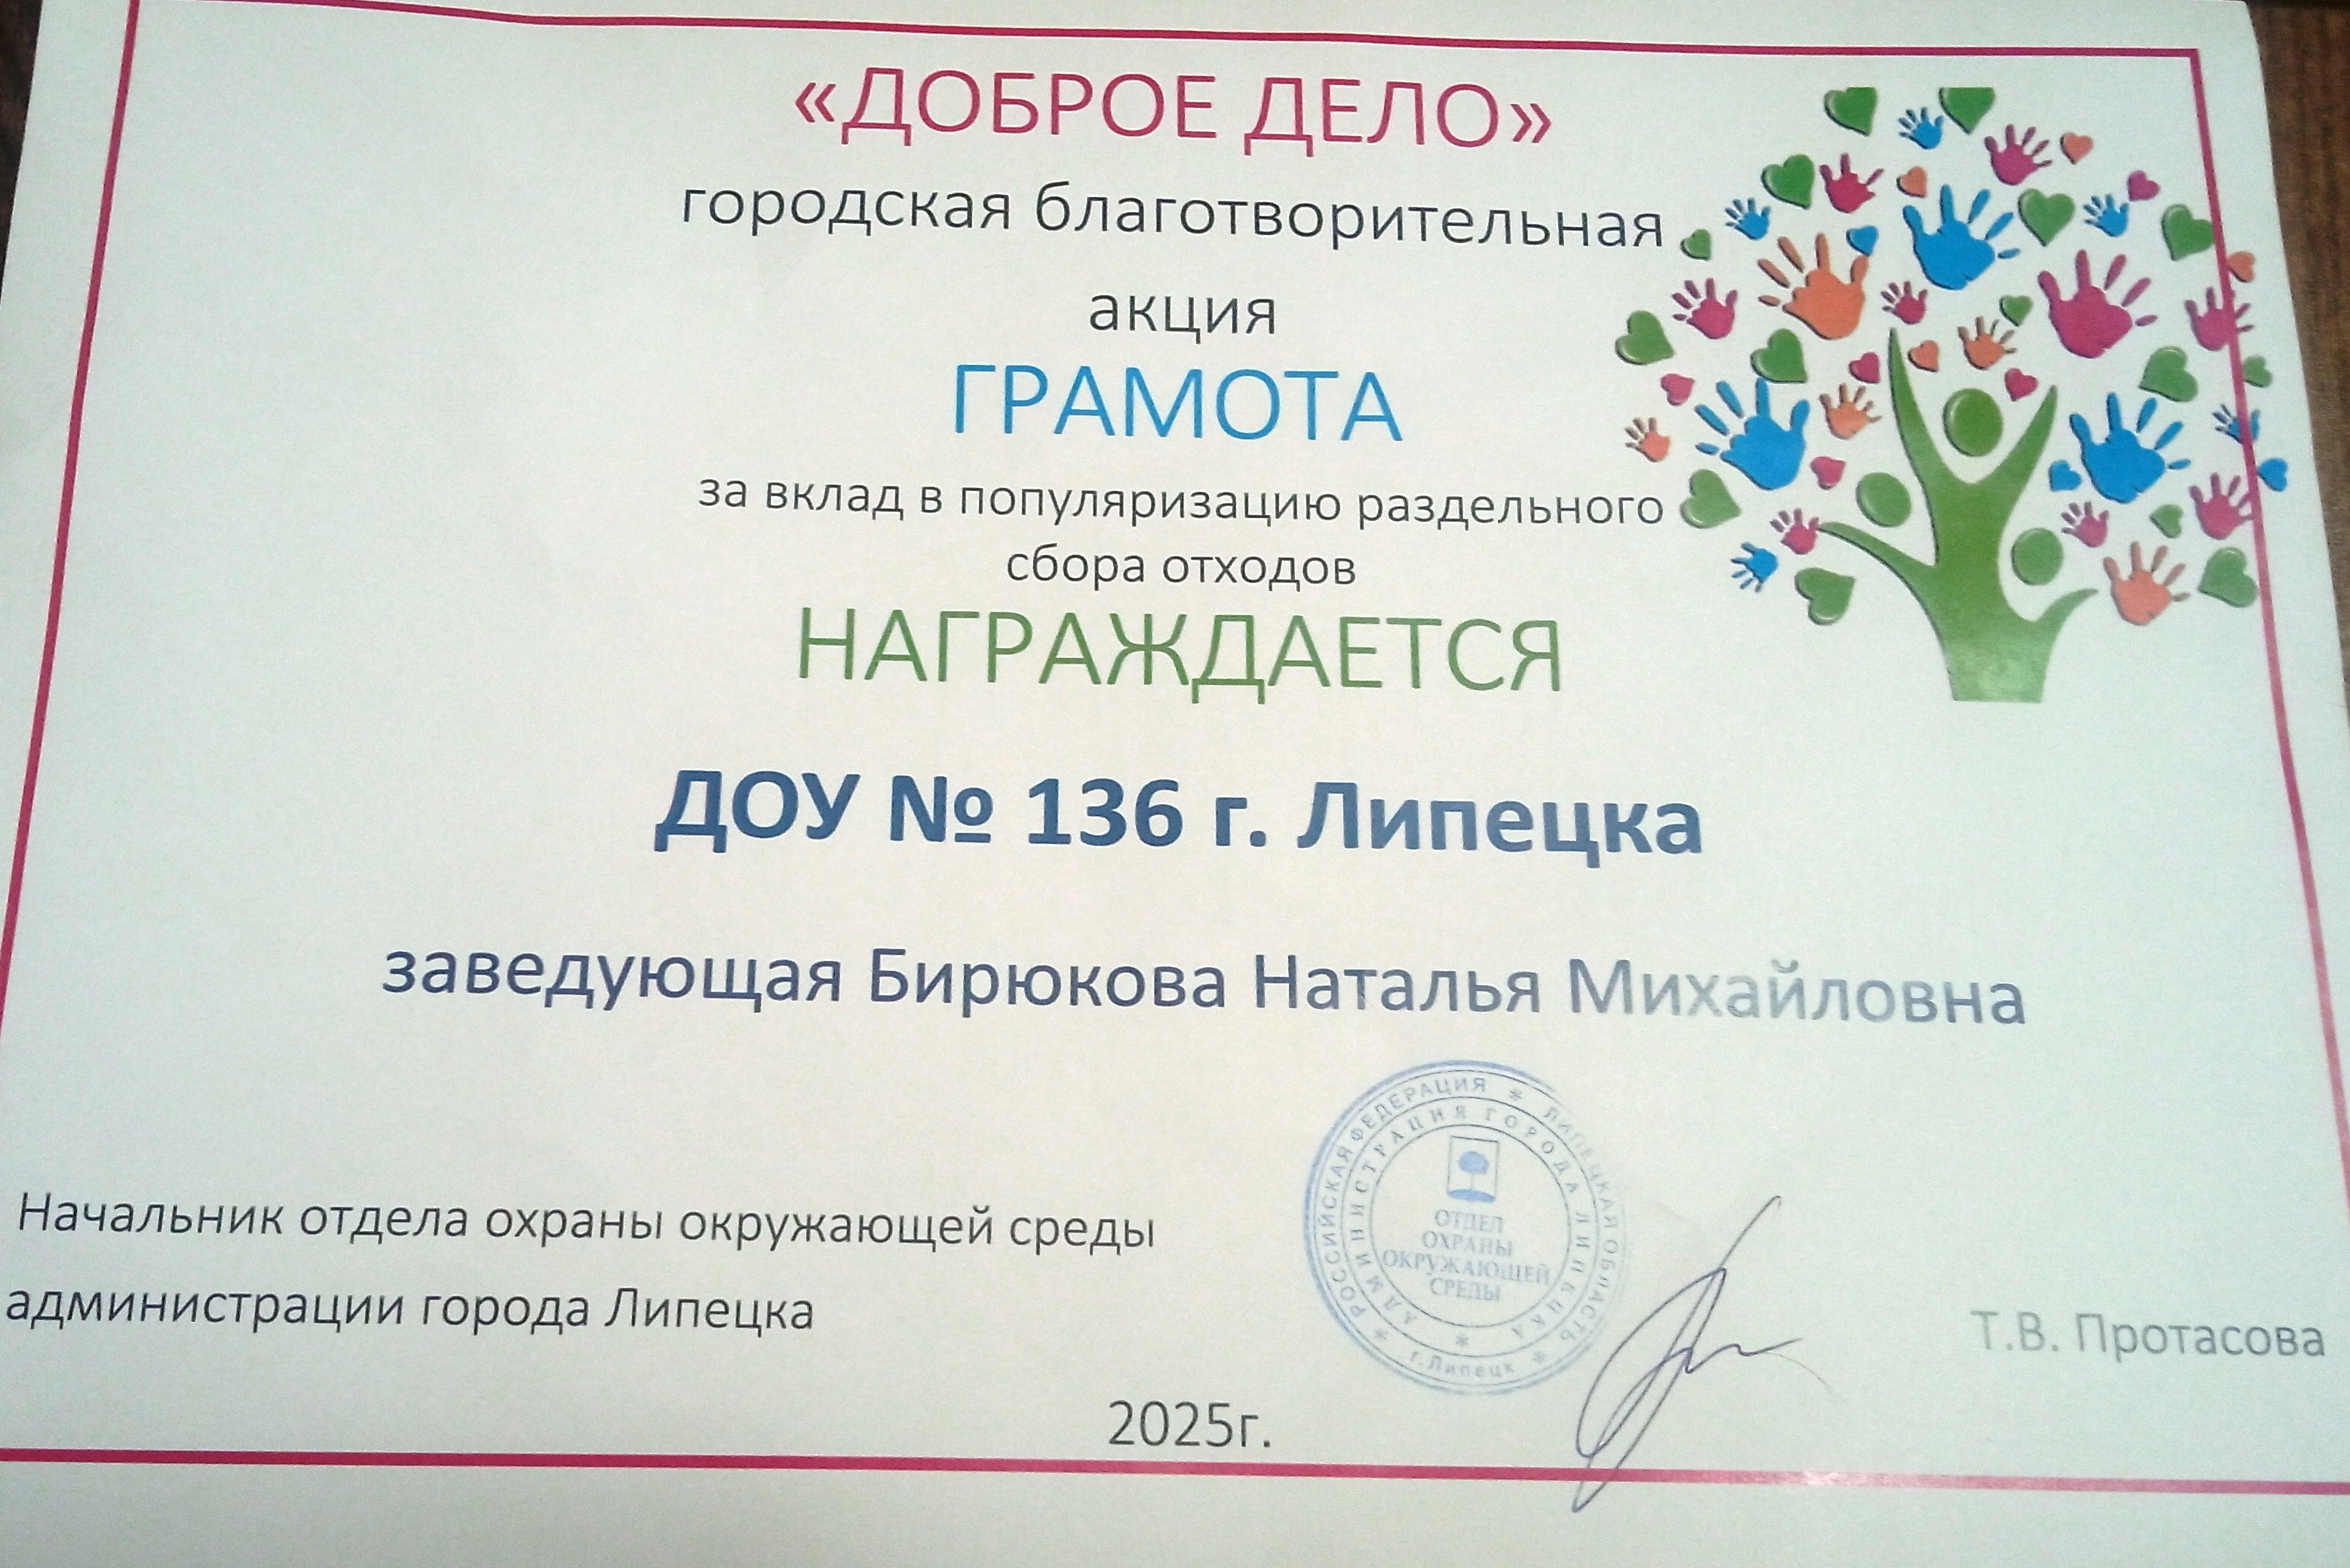 «ДОБРОЕ ДЕЛО»
городская благотворительная
акция
ГРАМОТА
за вклад в популяризацию раздельного
сбора отходов
НАГРАЖДАЕТСЯ
ДОУ № 136 г. Липецка
заведующая Бирюкова Наталья Михайловна
Начальник отдела охраны окружающей среды
администрации города Липецка
РОССИЙСКАЯ ФЕДЕРАЦИЯ * ЛИПЕЦКАЯ ОБЛАСТЬ * г.Липецк *
АДМИНИСТРАЦИЯ ГОРОДА ЛИПЕЦКА *
ОТДЕЛ
ОХРАНЫ
ОКРУЖАЮЩЕЙ
СРЕДЫ
Т.В. Протасова
2025г.